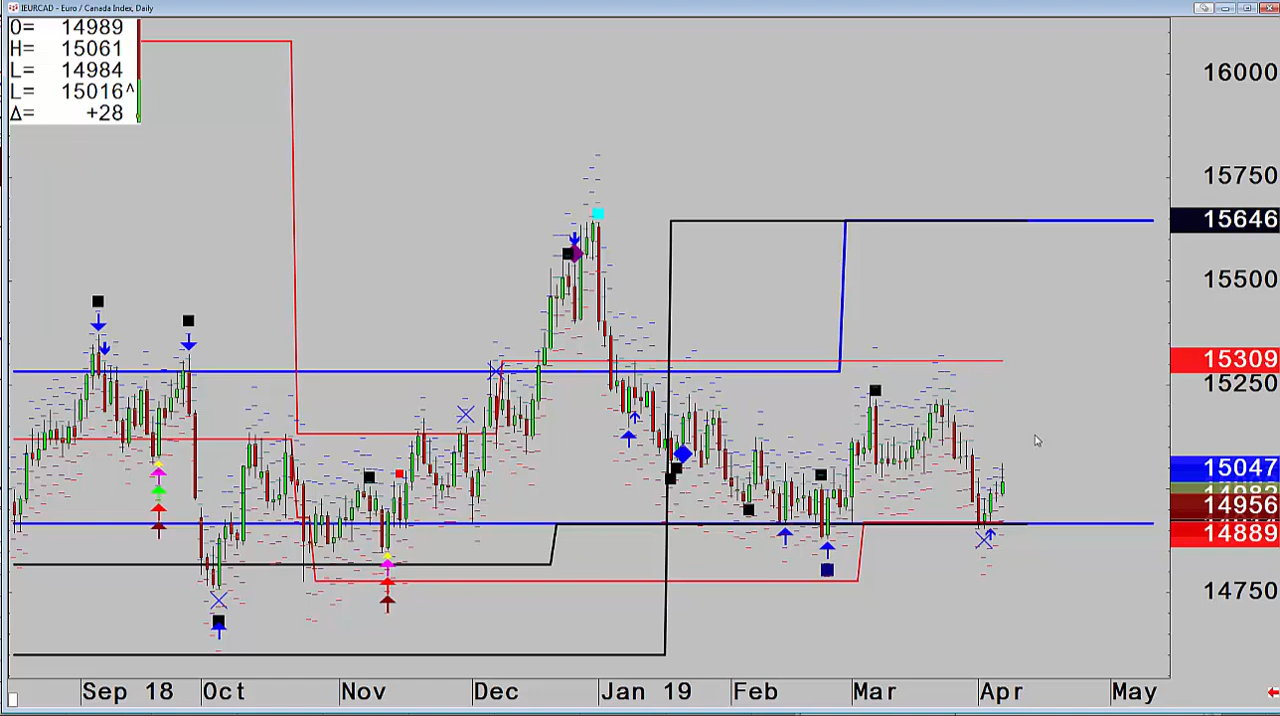 IEURCAD - Euro / Canada Index, Daily
O= 14989
H= 15061
L= 14984
L= 15016^
Δ= +28
16000
15750
15646
15500
15309
15250
15047
14982
14956
14889
14750
Sep 18 Oct Nov Dec Jan 19 Feb Mar Apr May